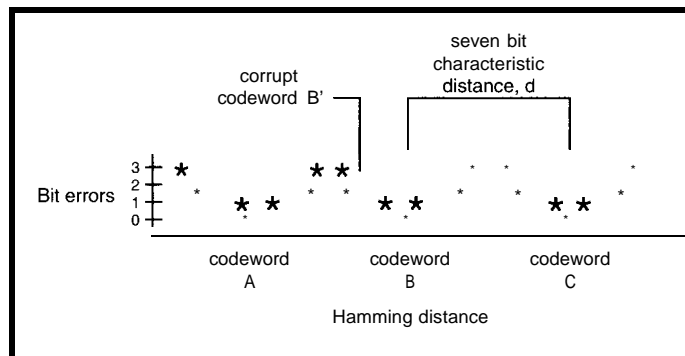 seven bit
characteristic
distance, d
corrupt
codeword B'
3
2
Bit errors
1
0
codeword
A
codeword
B
codeword
C
Hamming distance